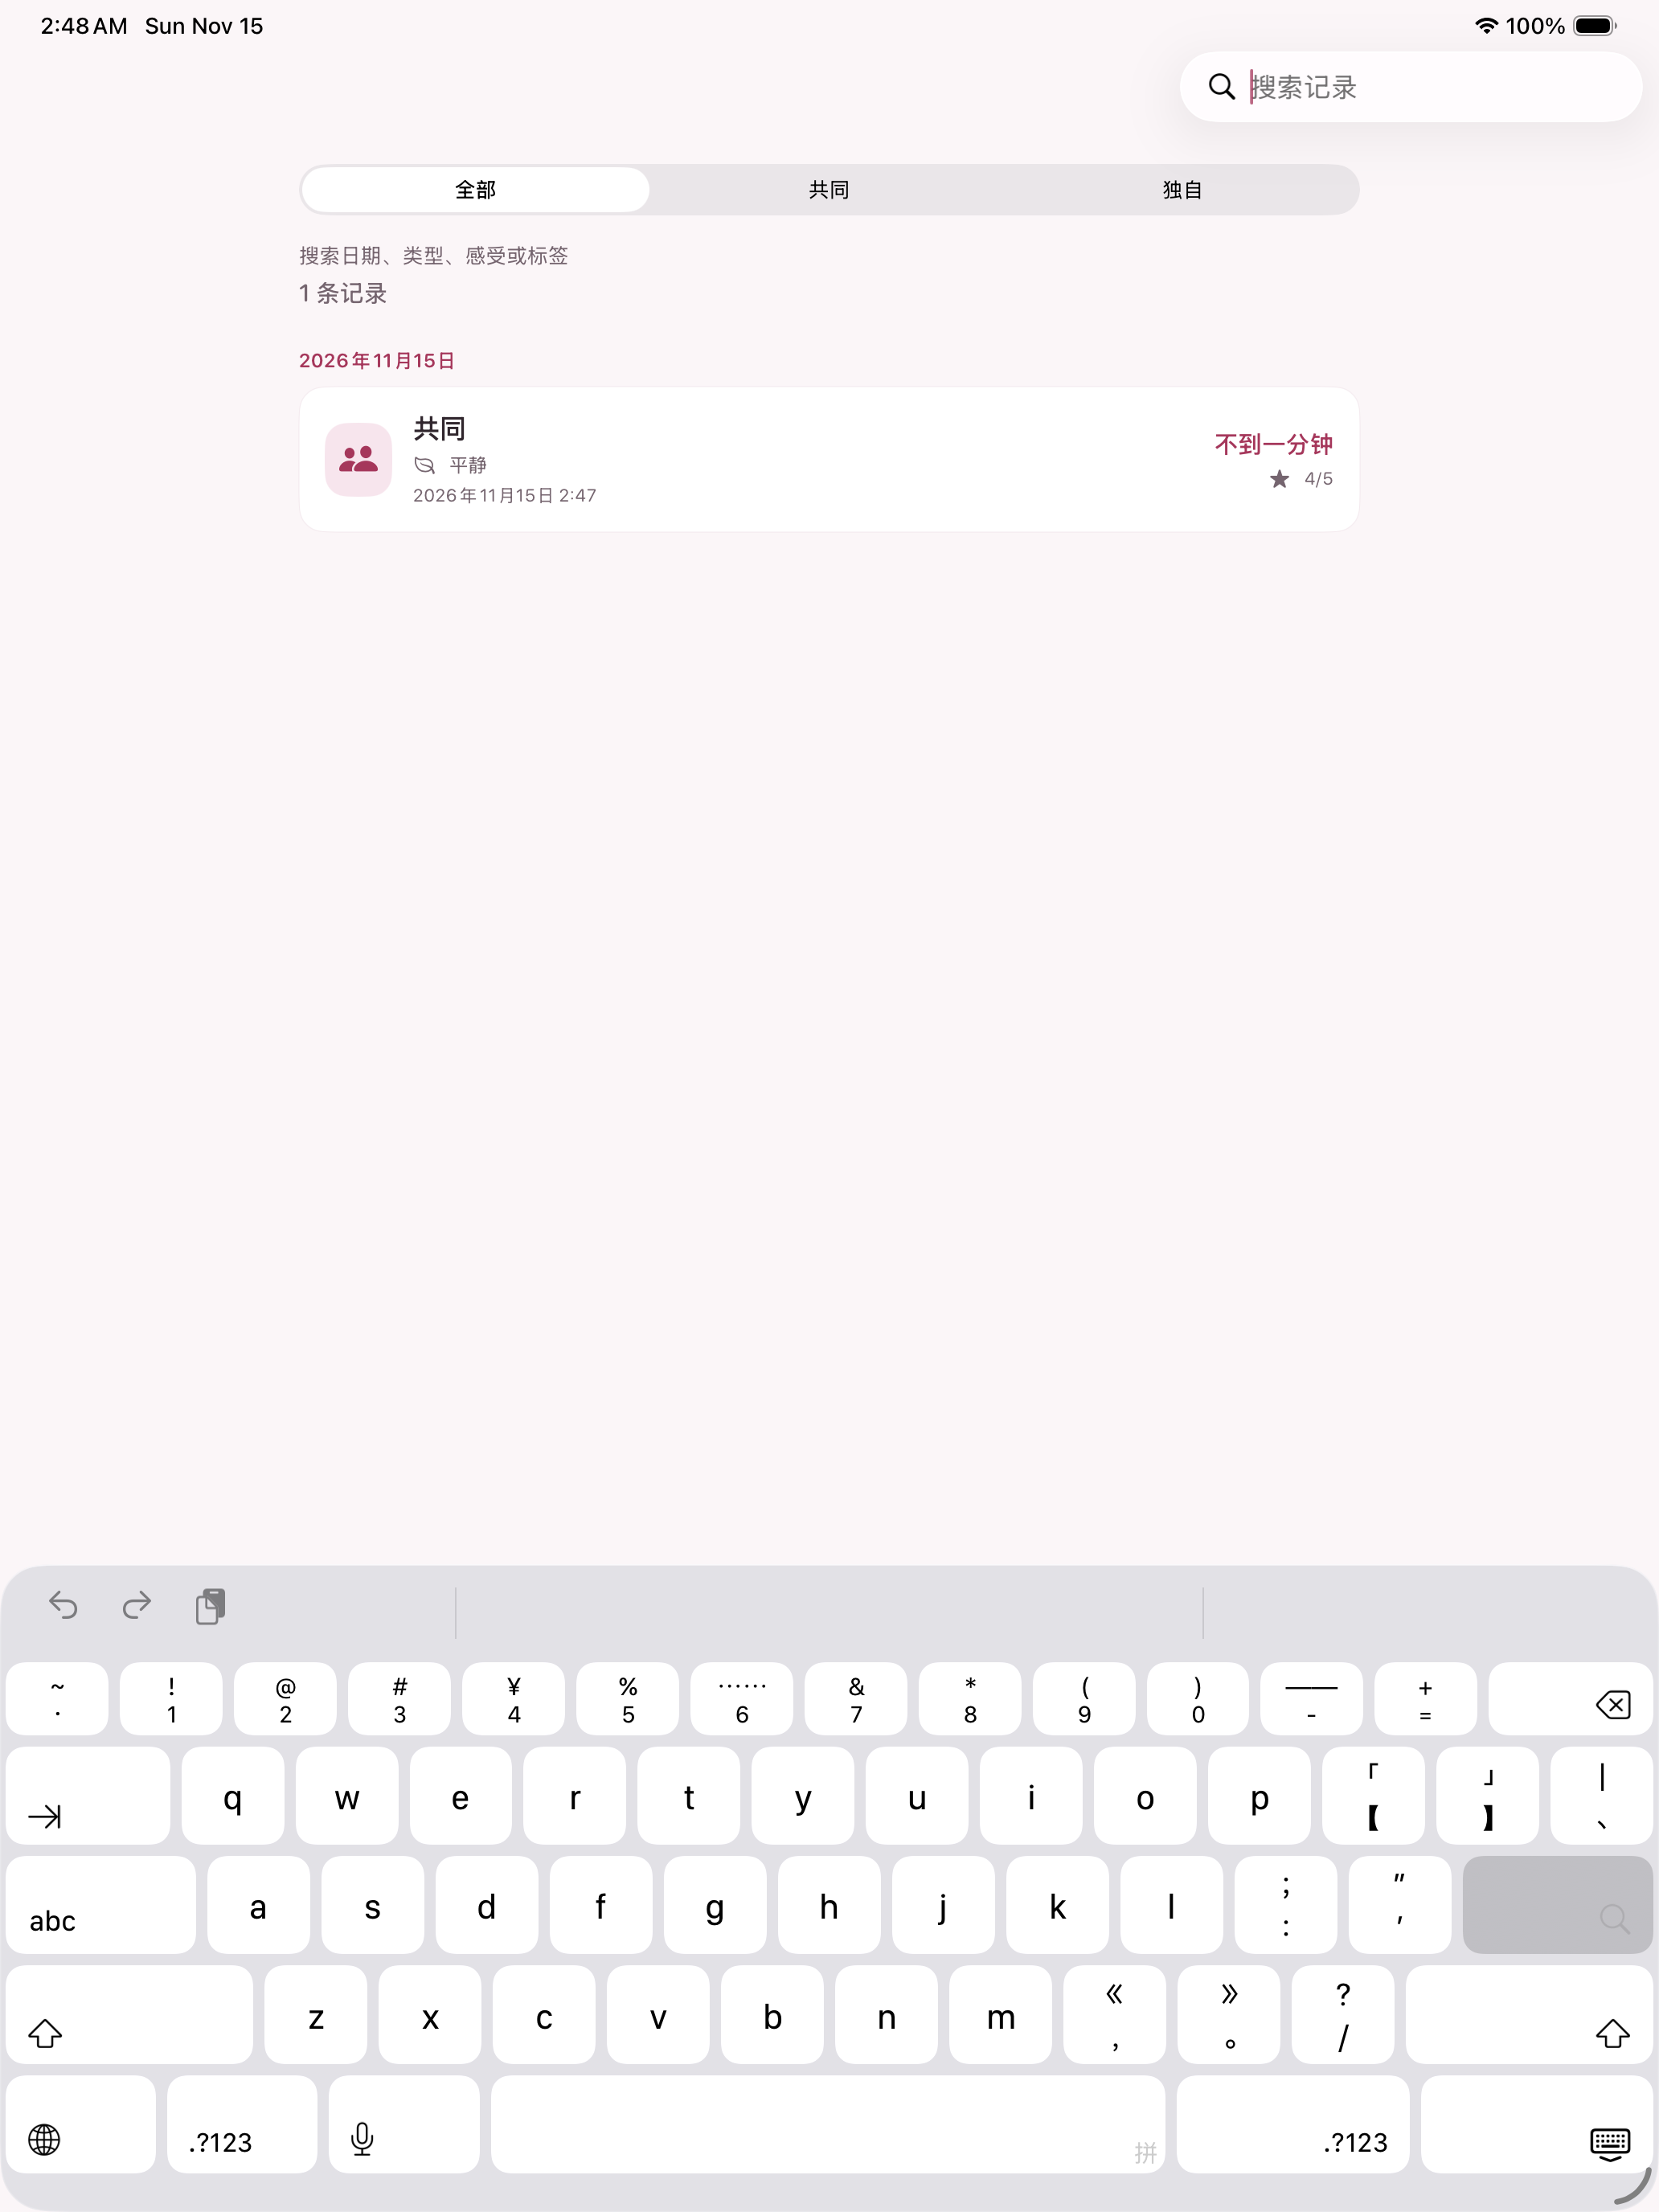 2:48 AM Sun Nov 15
100%
搜索记录
全部 共同 独自
搜索日期、类型、感受或标签
1 条记录
2026年11月15日
共同
不到一分钟
平静
4/5
2026年11月15日 2:47
~ ! @ # ¥ % …… & * ( ) —— +
· 1 2 3 4 5 6 7 8 9 0 - =
q w e r t y u i o p 「 」 |
【 】 、
abc a s d f g h j k l ; "
: '
z x c v b n m 《 》 ?
, 。 /
.?123 拼 .?123